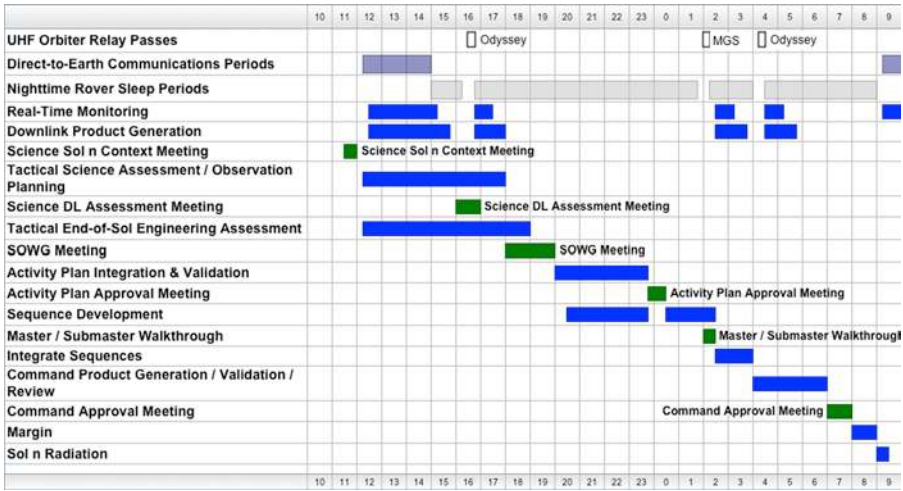 10 11 12 13 14 15 16 17 18 19 20 21 22 23 0 1 2 3 4 5 6 7 8 9
UHF Orbiter Relay Passes Odyssey MGS Odyssey
Direct-to-Earth Communications Periods
Nighttime Rover Sleep Periods
Real-Time Monitoring
Downlink Product Generation
Science Sol n Context Meeting Science Sol n Context Meeting
Tactical Science Assessment / Observation
Planning
Science DL Assessment Meeting Science DL Assessment Meeting
Tactical End-of-Sol Engineering Assessment
SOWG Meeting SOWG Meeting
Activity Plan Integration & Validation
Activity Plan Approval Meeting Activity Plan Approval Meeting
Sequence Development
Master / Submaster Walkthrough Master / Submaster Walkthrough
Integrate Sequences
Command Product Generation / Validation /
Review
Command Approval Meeting Command Approval Meeting
Margin
Sol n Radiation
10 11 12 13 14 15 16 17 18 19 20 21 22 23 0 1 2 3 4 5 6 7 8 9